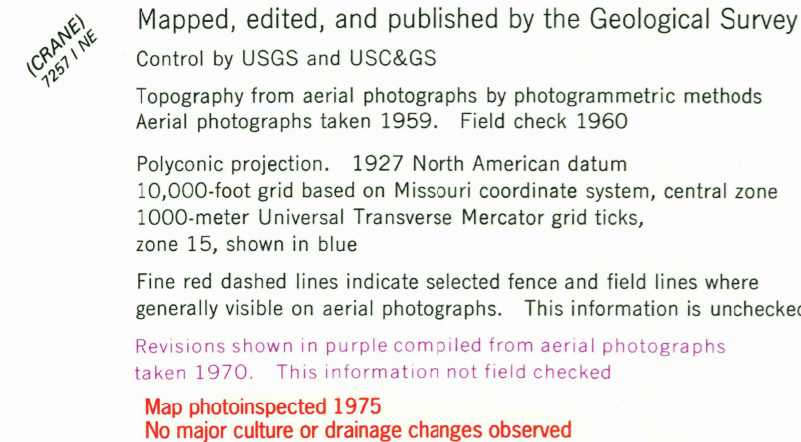 (CRANE)
7257 I NE
Mapped, edited, and published by the Geological Survey
Control by USGS and USC&GS
Topography from aerial photographs by photogrammetric methods
Aerial photographs taken 1959. Field check 1960
Polyconic projection. 1927 North American datum
10,000-foot grid based on Missouri coordinate system, central zone
1000-meter Universal Transverse Mercator grid ticks,
zone 15, shown in blue
Fine red dashed lines indicate selected fence and field lines where
generally visible on aerial photographs. This information is unchecked
Revisions shown in purple compiled from aerial photographs
taken 1970. This information not field checked
Map photoinspected 1975
No major culture or drainage changes observed